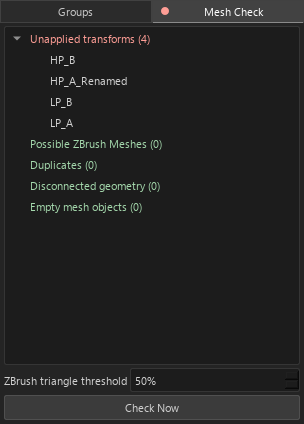 Groups
Mesh Check
Unapplied transforms (4)
HP_B
HP_A_Renamed
LP_B
LP_A
Possible ZBrush Meshes (0)
Duplicates (0)
Disconnected geometry (0)
Empty mesh objects (0)
ZBrush triangle threshold 50%
Check Now